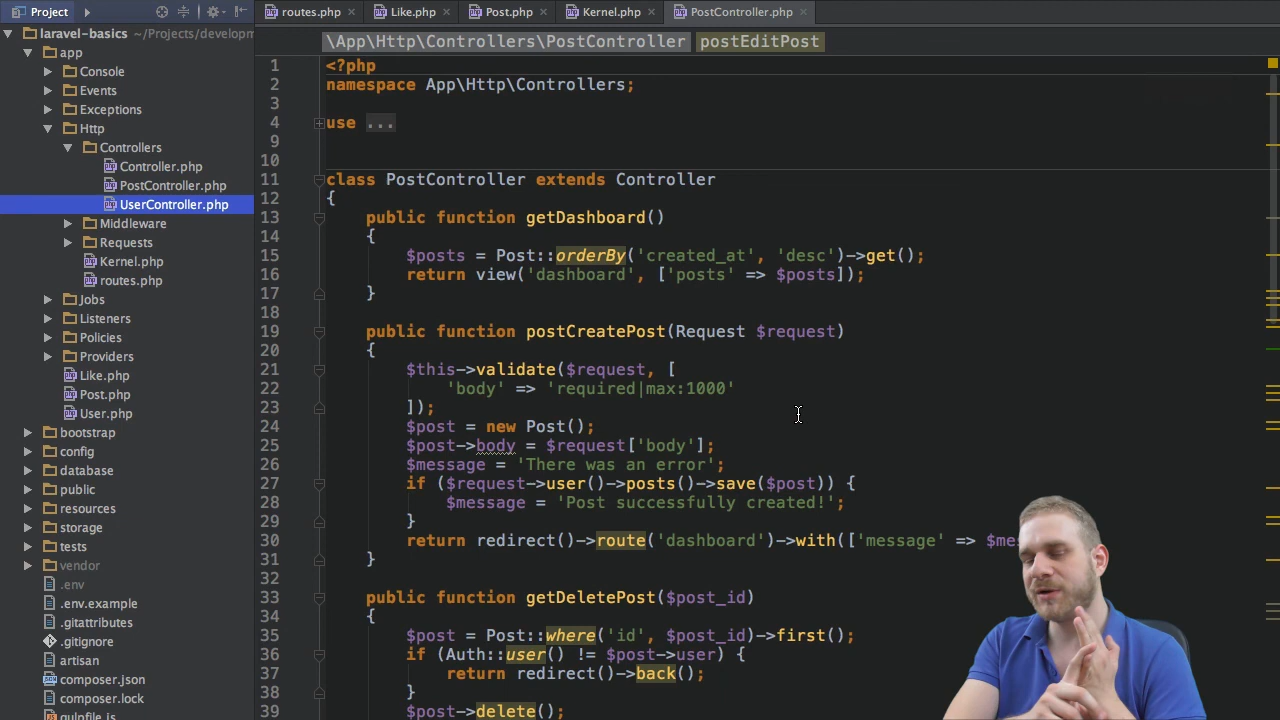 Project
routes.php
Like.php
Post.php
Kernel.php
PostController.php
laravel-basics ~/Projects/developm
app
Console
Events
Exceptions
Http
Controllers
Controller.php
PostController.php
UserController.php
Middleware
Requests
Kernel.php
routes.php
Jobs
Listeners
Policies
Providers
Like.php
Post.php
User.php
bootstrap
config
database
public
resources
storage
tests
vendor
.env
.env.example
.gitattributes
.gitignore
artisan
composer.json
composer.lock
gulpfile.js
\App\Http\Controllers\PostController postEditPost
1 <?php
2 namespace App\Http\Controllers;
3
4 use ...
9
10
11 class PostController extends Controller
12 {
13 public function getDashboard()
14 {
15 $posts = Post::orderBy('created_at', 'desc')->get();
16 return view('dashboard', ['posts' => $posts]);
17 }
18
19 public function postCreatePost(Request $request)
20 {
21 $this->validate($request, [
22 'body' => 'required|max:1000'
23 ]);
24 $post = new Post();
25 $post->body = $request['body'];
26 $message = 'There was an error';
27 if ($request->user()->posts()->save($post)) {
28 $message = 'Post successfully created!';
29 }
30 return redirect()->route('dashboard')->with(['message' => $me
31 }
32
33 public function getDeletePost($post_id)
34 {
35 $post = Post::where('id', $post_id)->first();
36 if (Auth::user() != $post->user) {
37 return redirect()->back();
38 }
39 $post->delete();